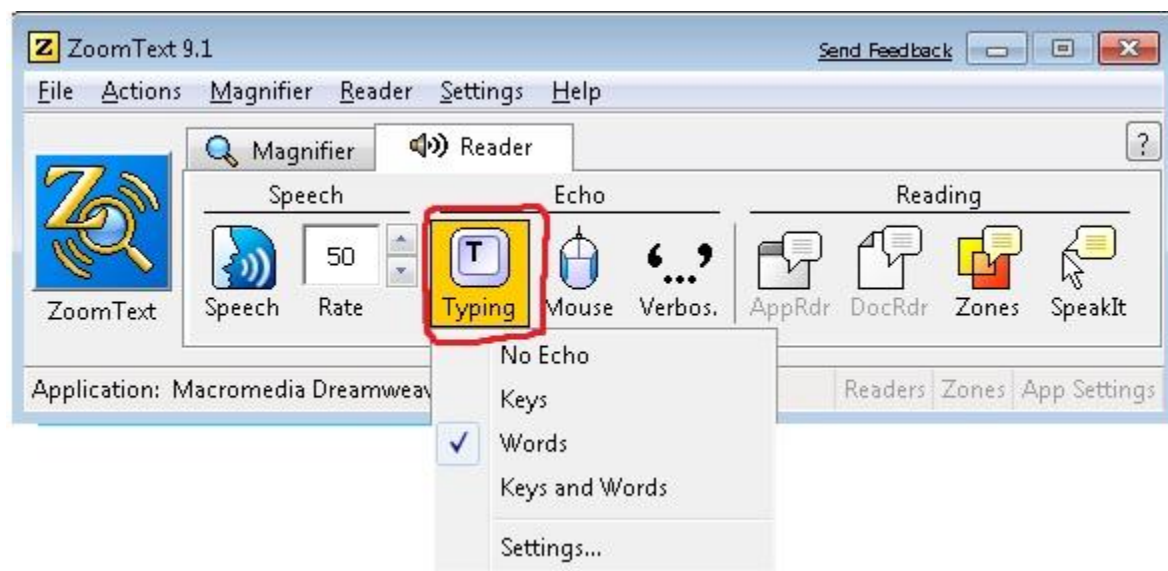 Z ZoomText 9.1 Send Feedback
File Actions Magnifier Reader Settings Help
Magnifier Reader ?
Speech Echo Reading
50 T
ZoomText Speech Rate Typing Mouse Verbos. AppRdr DocRdr Zones SpeakIt
No Echo
Application: Macromedia Dreamweav Readers Zones App Settings
Keys
Words
Keys and Words
Settings...